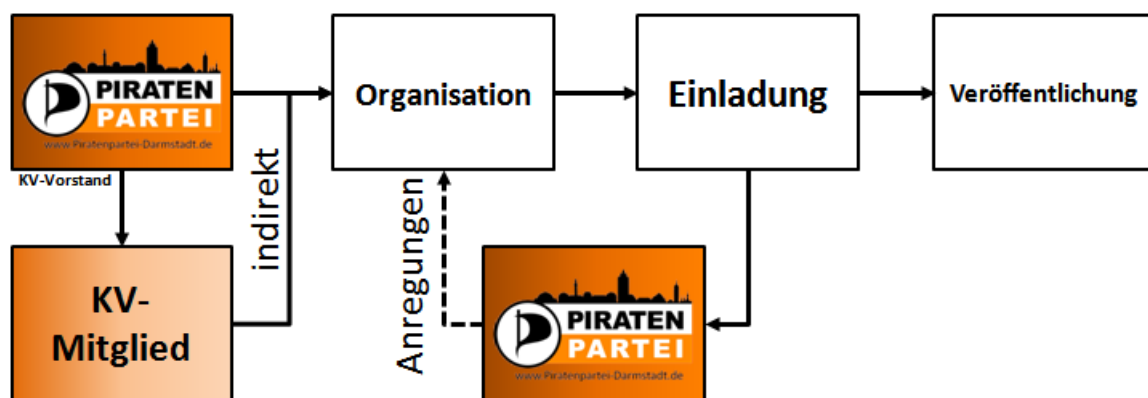 PIRATEN
PARTEI
www.Piratenpartei-Darmstadt.de
KV-Vorstand
Organisation
Einladung
Veröffentlichung
indirekt
Anregungen
KV-
Mitglied
PIRATEN
PARTEI
www.Piratenpartei-Darmstadt.de